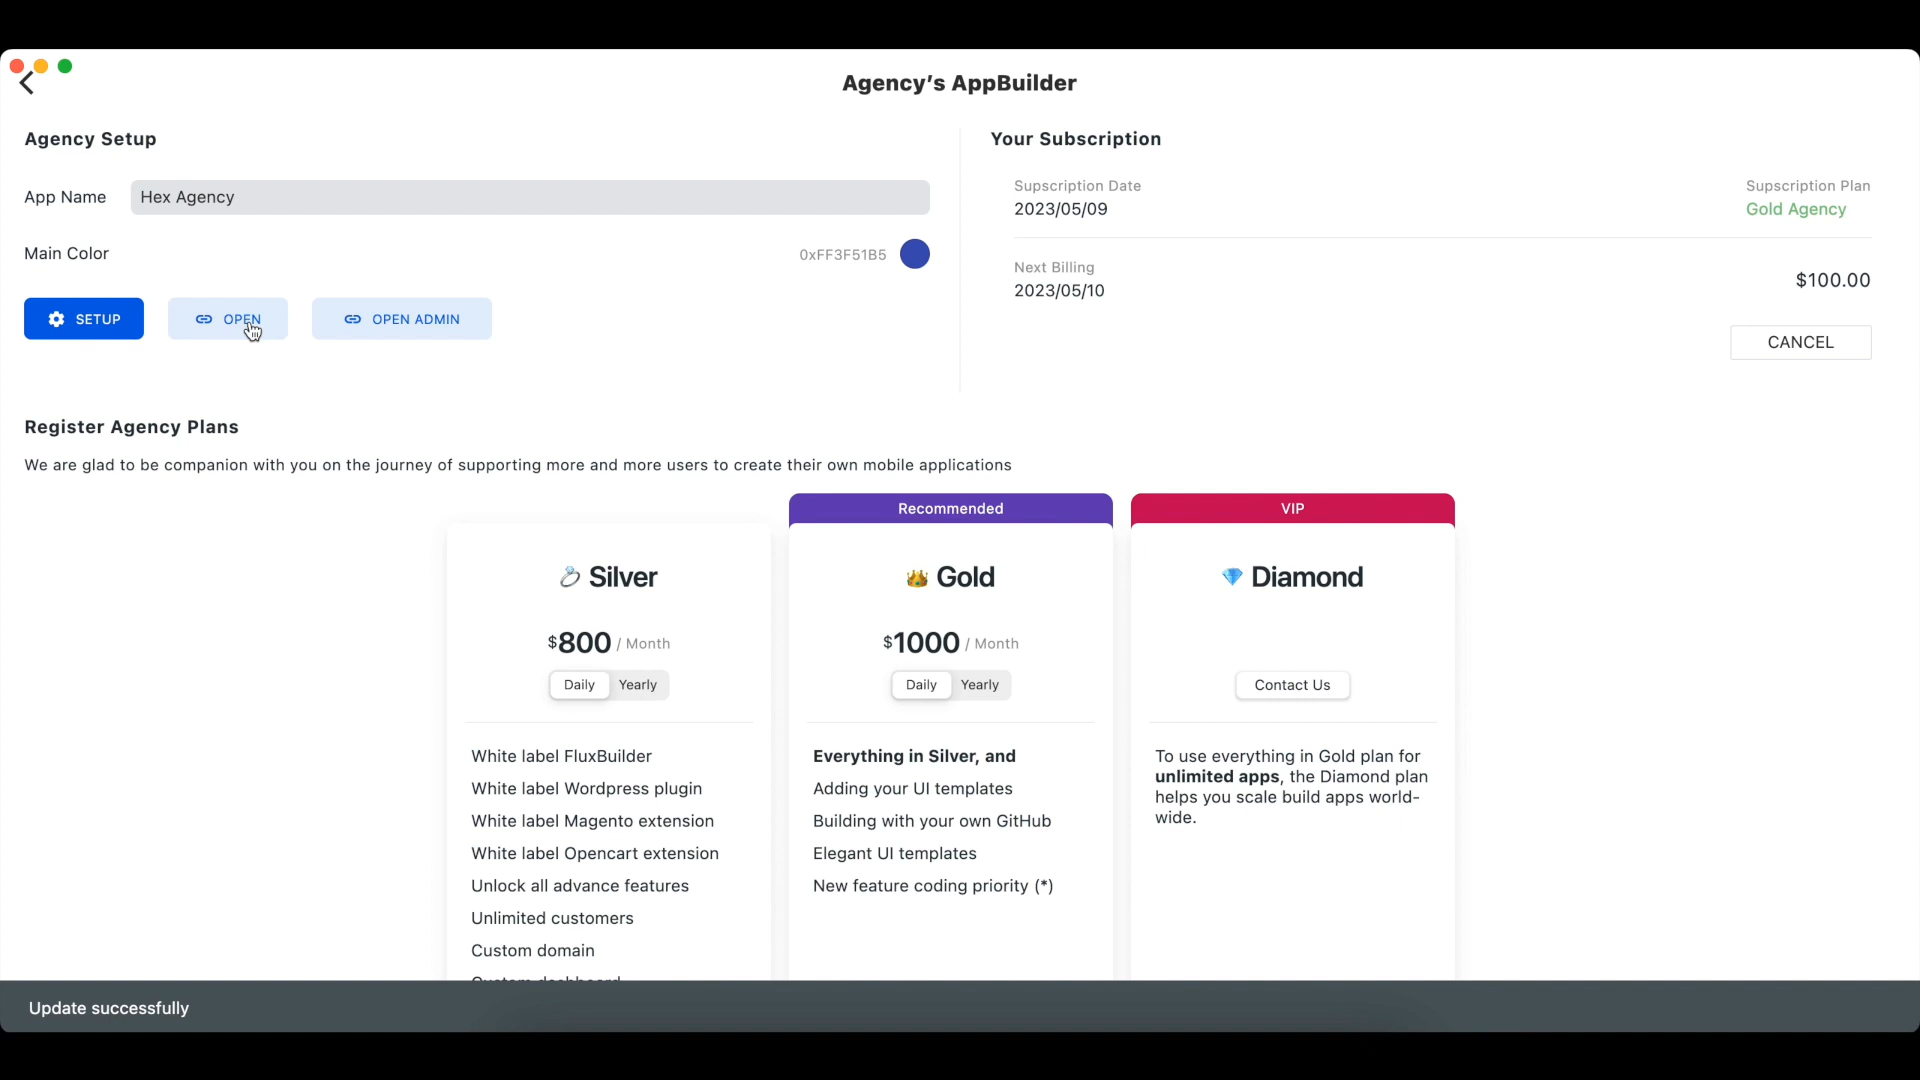 Agency’s AppBuilder
Agency Setup
App Name
Hex Agency
Main Color
0xFF3F51B5
SETUP
OPEN
OPEN ADMIN
Your Subscription
Supscription Date
2023/05/09
Supscription Plan
Gold Agency
Next Billing
2023/05/10
$100.00
CANCEL
Register Agency Plans
We are glad to be companion with you on the journey of supporting more and more users to create their own mobile applications
Silver
$800 / Month
Daily Yearly
White label FluxBuilder
White label Wordpress plugin
White label Magento extension
White label Opencart extension
Unlock all advance features
Unlimited customers
Custom domain
Recommended
Gold
$1000 / Month
Daily Yearly
Everything in Silver, and
Adding your UI templates
Building with your own GitHub
Elegant UI templates
New feature coding priority (*)
VIP
Diamond
Contact Us
To use everything in Gold plan for
unlimited apps, the Diamond plan
helps you scale build apps world-
wide.
Update successfully